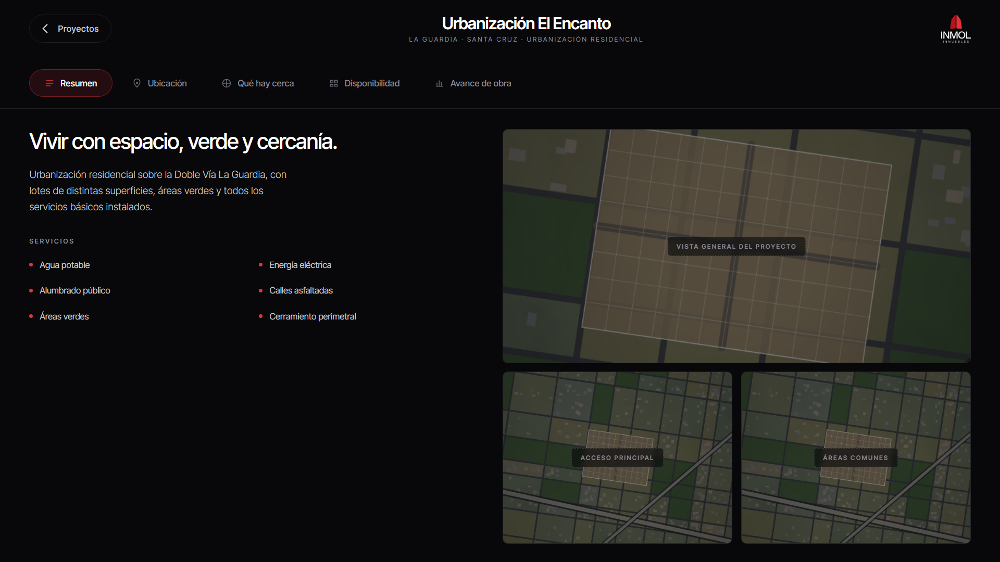 Proyectos
Urbanización El Encanto
LA GUARDIA · SANTA CRUZ · URBANIZACIÓN RESIDENCIAL
INMOL
INMUEBLES
Resumen
Ubicación
Qué hay cerca
Disponibilidad
Avance de obra
Vivir con espacio, verde y cercanía.
Urbanización residencial sobre la Doble Vía La Guardia, con
lotes de distintas superficies, áreas verdes y todos los
servicios básicos instalados.
SERVICIOS
Agua potable
Energía eléctrica
Alumbrado público
Calles asfaltadas
Áreas verdes
Cerramiento perimetral
VISTA GENERAL DEL PROYECTO
ACCESO PRINCIPAL
ÁREAS COMUNES